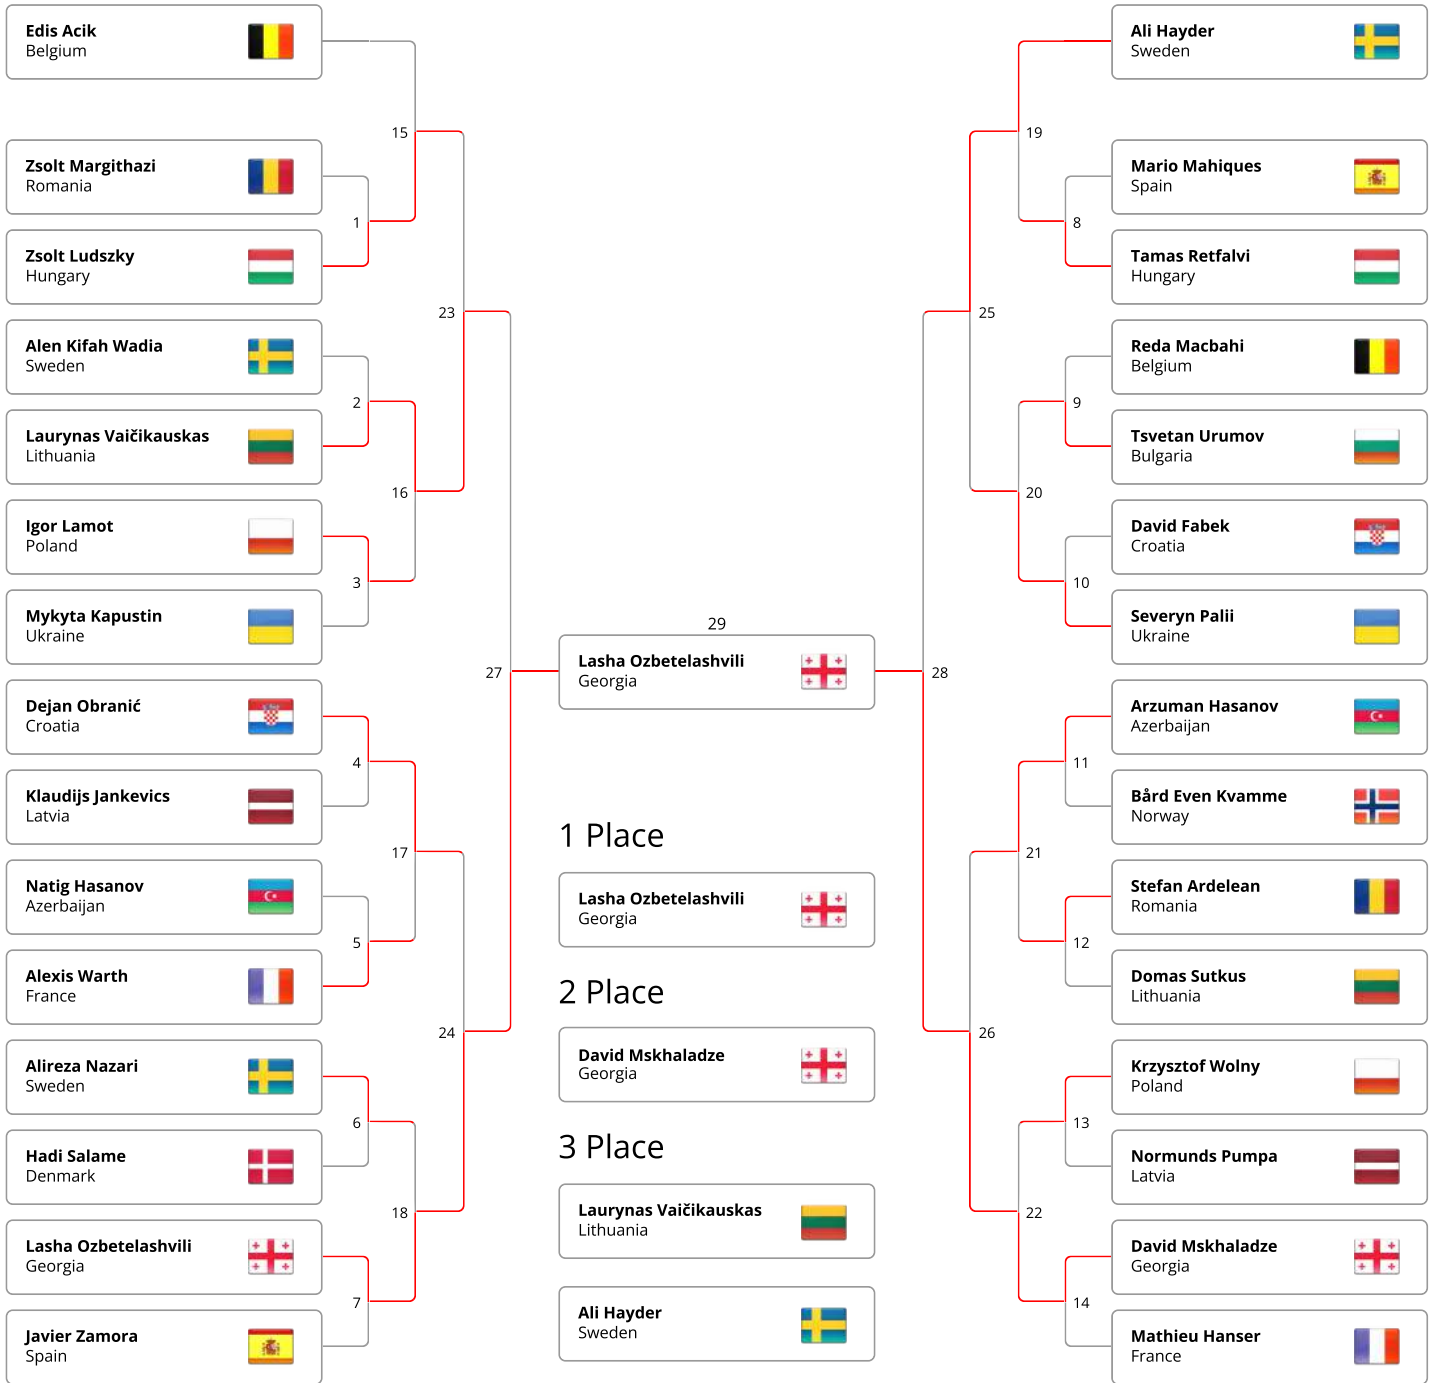 Edis Acik
Belgium
15
Zsolt Margithazi
Romania
1
Zsolt Ludszky
Hungary
23
Alen Kifah Wadia
Sweden
2
Laurynas Vaičikauskas
Lithuania
16
Igor Lamot
Poland
3
Mykyta Kapustin
Ukraine
27
Dejan Obranić
Croatia
4
Klaudijs Jankevics
Latvia
17
Natig Hasanov
Azerbaijan
5
Alexis Warth
France
24
Alireza Nazari
Sweden
6
Hadi Salame
Denmark
18
Lasha Ozbetelashvili
Georgia
7
Javier Zamora
Spain
29
Lasha Ozbetelashvili
Georgia
1 Place
Lasha Ozbetelashvili
Georgia
2 Place
David Mskhaladze
Georgia
3 Place
Laurynas Vaičikauskas
Lithuania
Ali Hayder
Sweden
Ali Hayder
Sweden
19
Mario Mahiques
Spain
8
Tamas Retfalvi
Hungary
25
Reda Macbahi
Belgium
9
Tsvetan Urumov
Bulgaria
20
David Fabek
Croatia
10
Severyn Palii
Ukraine
28
Arzuman Hasanov
Azerbaijan
11
Bård Even Kvamme
Norway
21
Stefan Ardelean
Romania
12
Domas Sutkus
Lithuania
26
Krzysztof Wolny
Poland
13
Normunds Pumpa
Latvia
22
David Mskhaladze
Georgia
14
Mathieu Hanser
France